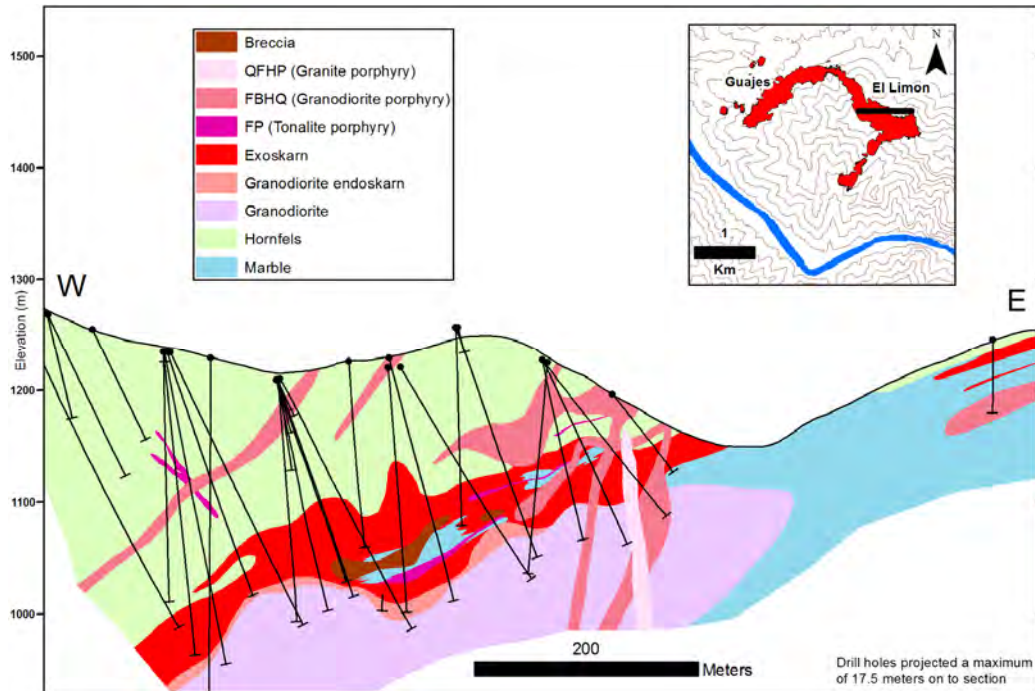 Breccia
QFHP (Granite porphyry)
FBHQ (Granodiorite porphyry)
FP (Tonalite porphyry)
Exoskarn
Granodiorite endoskarn
Granodiorite
Hornfels
Marble
N
Guajes
El Limon
1
Km
1500
1400
1300
1200
1100
1000
Elevation (m)
W
E
200
Meters
Drill holes projected a maximum
of 17.5 meters on to section